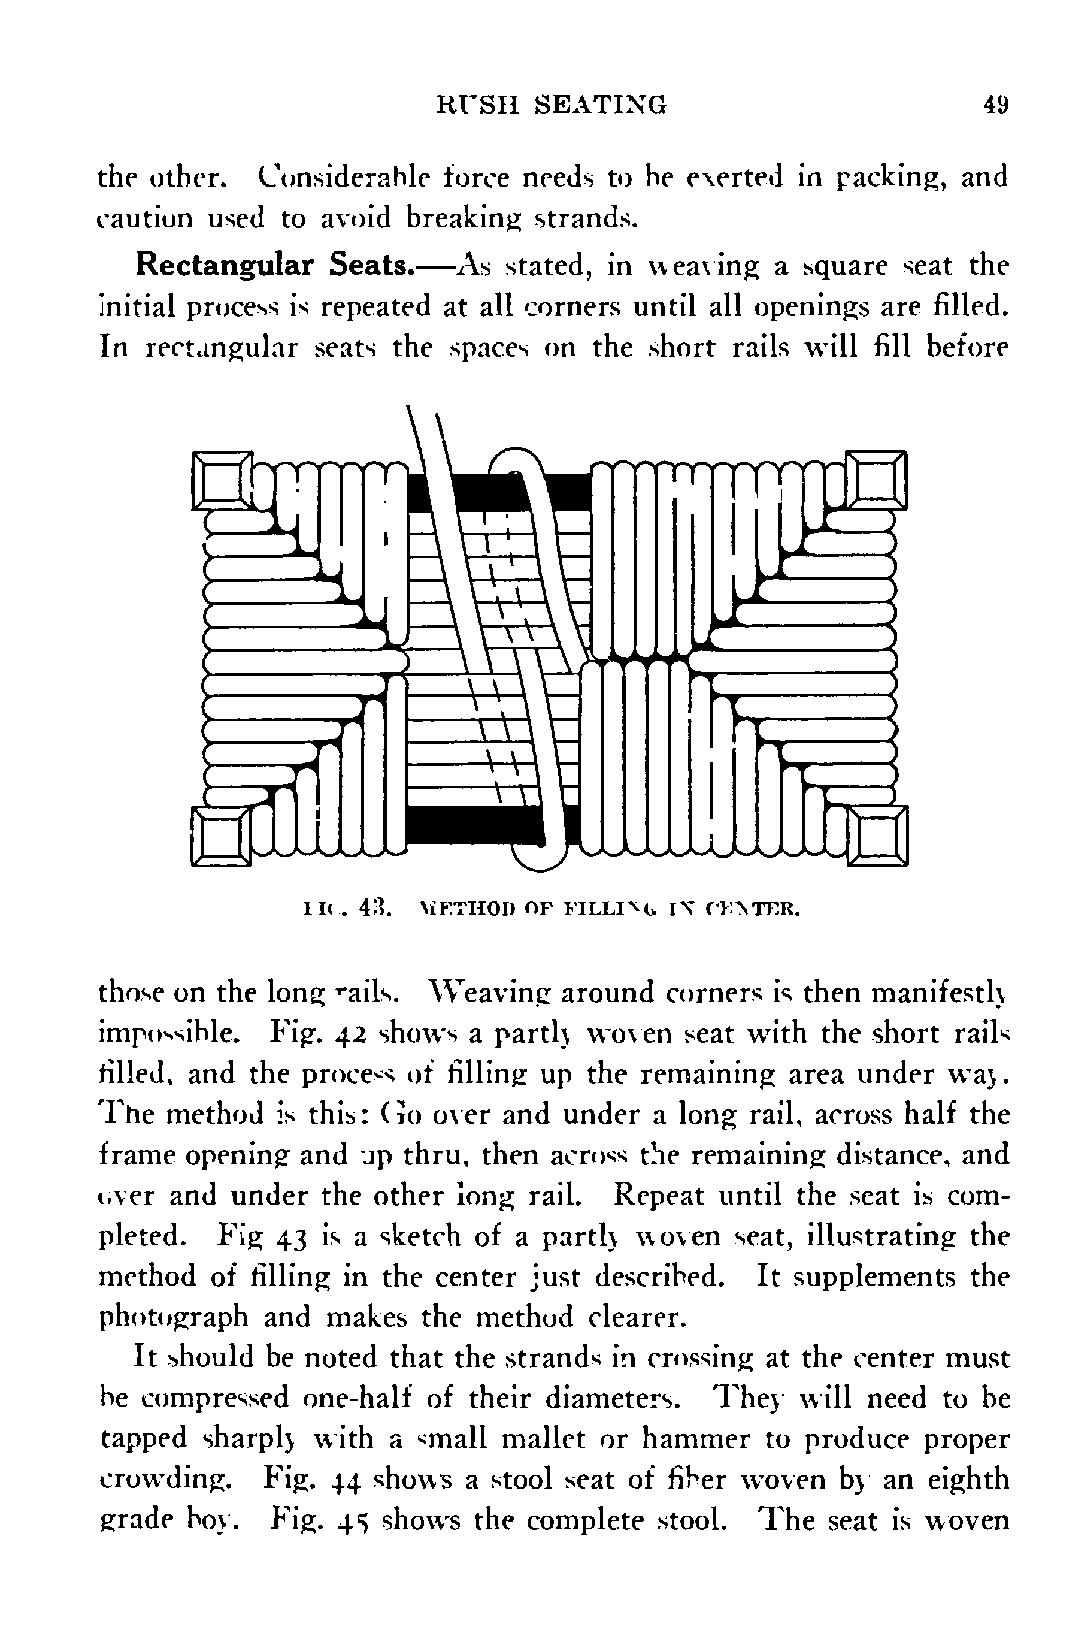 RUSH SEATING 49
the other. Considerable force needs to be exerted in packing, and
caution used to avoid breaking strands.
Rectangular Seats.—As stated, in weaving a square seat the
initial process is repeated at all corners until all openings are filled.
In rectangular seats the spaces on the short rails will fill before
FIG. 43. METHOD OF FILLING IN CENTER.
those on the long rails. Weaving around corners is then manifestly
impossible. Fig. 42 shows a partly woven seat with the short rails
filled, and the process of filling up the remaining area under way.
The method is this: Go over and under a long rail, across half the
frame opening and up thru, then across the remaining distance, and
over and under the other long rail. Repeat until the seat is com-
pleted. Fig 43 is a sketch of a partly woven seat, illustrating the
method of filling in the center just described. It supplements the
photograph and makes the method clearer.
It should be noted that the strands in crossing at the center must
be compressed one-half of their diameters. They will need to be
tapped sharply with a small mallet or hammer to produce proper
crowding. Fig. 44 shows a stool seat of fiber woven by an eighth
grade boy. Fig. 45 shows the complete stool. The seat is woven